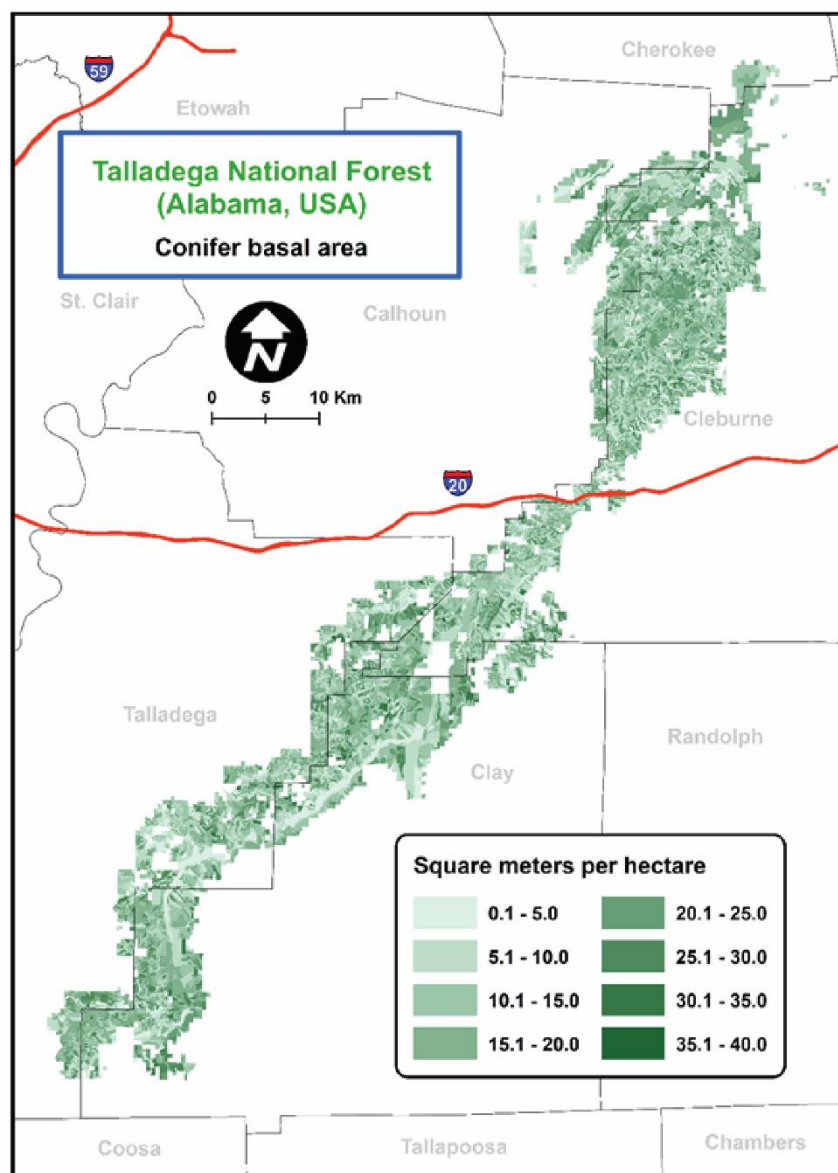 Cherokee
59
Etowah
Talladega National Forest
(Alabama, USA)
Conifer basal area
St. Clair
Calhoun
N
0 5 10 Km
Cleburne
20
Talladega
Randolph
Clay
Square meters per hectare
0.1 - 5.0
20.1 - 25.0
5.1 - 10.0
25.1 - 30.0
10.1 - 15.0
30.1 - 35.0
15.1 - 20.0
35.1 - 40.0
Coosa
Tallapoosa
Chambers